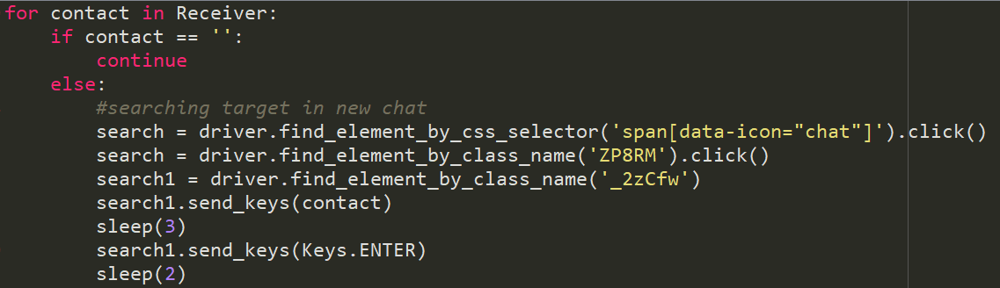 for contact in Receiver:
    if contact == '':
        continue
    else:
        #searching target in new chat
        search = driver.find_element_by_css_selector('span[data-icon="chat"]').click()
        search = driver.find_element_by_class_name('ZP8RM').click()
        search1 = driver.find_element_by_class_name('_2zCfw')
        search1.send_keys(contact)
        sleep(3)
        search1.send_keys(Keys.ENTER)
        sleep(2)